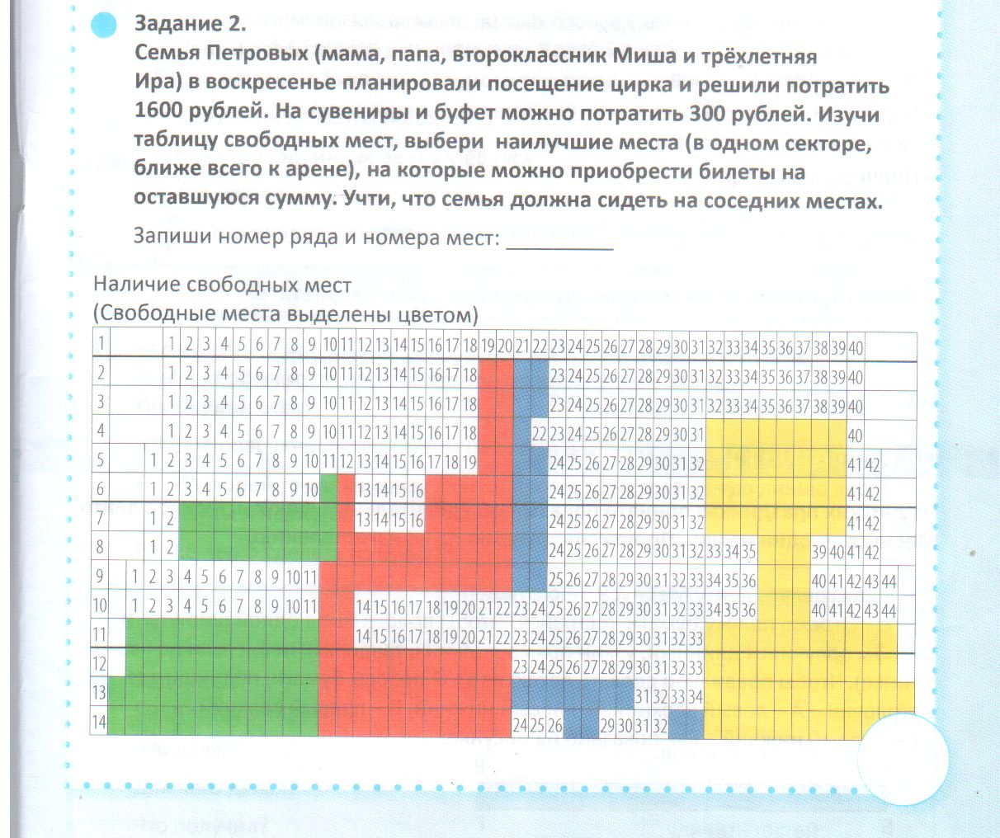 Задание 2.
Семья Петровых (мама, папа, второклассник Миша и трёхлетняя
Ира) в воскресенье планировали посещение цирка и решили потратить
1600 рублей. На сувениры и буфет можно потратить 300 рублей. Изучи
таблицу свободных мест, выбери наилучшие места (в одном секторе,
ближе всего к арене), на которые можно приобрести билеты на
оставшуюся сумму. Учти, что семья должна сидеть на соседних местах.
Запиши номер ряда и номера мест:
Наличие свободных мест
(Свободные места выделены цветом)
1 1 2 3 4 5 6 7 8 9 10 11 12 13 14 15 16 17 18 19 20 21 22 23 24 25 26 27 28 29 30 31 32 33 34 35 36 37 38 39 40
2 1 2 3 4 5 6 7 8 9 10 11 12 13 14 15 16 17 18 23 24 25 26 27 28 29 30 31 32 33 34 35 36 37 38 39 40
3 1 2 3 4 5 6 7 8 9 10 11 12 13 14 15 16 17 18 23 24 25 26 27 28 29 30 31 32 33 34 35 36 37 38 39 40
4 1 2 3 4 5 6 7 8 9 10 11 12 13 14 15 16 17 18 22 23 24 25 26 27 28 29 30 31 40
5 1 2 3 4 5 6 7 8 9 10 11 12 13 14 15 16 17 18 19 24 25 26 27 28 29 30 31 32 41 42
6 1 2 3 4 5 6 7 8 9 10 13 14 15 16 24 25 26 27 28 29 30 31 32 41 42
7 1 2 13 14 15 16 24 25 26 27 28 29 30 31 32 41 42
8 1 2 24 25 26 27 28 29 30 31 32 33 34 35 39 40 41 42
9 1 2 3 4 5 6 7 8 9 10 11 25 26 27 28 29 30 31 32 33 34 35 36 40 41 42 43 44
10 1 2 3 4 5 6 7 8 9 10 11 14 15 16 17 18 19 20 21 22 23 24 25 26 27 28 29 30 31 32 33 34 35 36 40 41 42 43 44
11 14 15 16 17 18 19 20 21 22 23 24 25 26 27 28 29 30 31 32 33
12 23 24 25 26 27 28 29 30 31 32 33
13 31 32 33 34
14 24 25 26 29 30 31 32